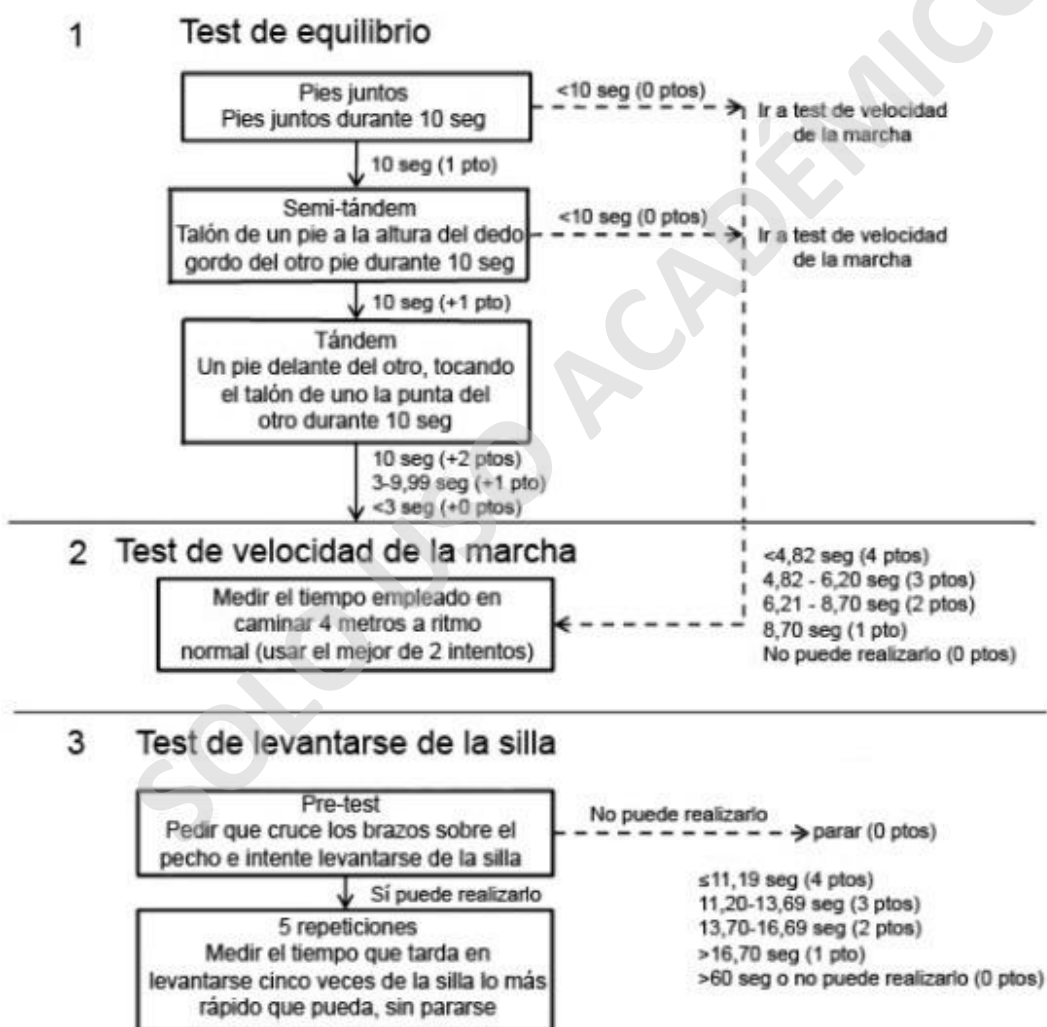 1 Test de equilibrio
Pies juntos
Pies juntos durante 10 seg
<10 seg (0 ptos)
Ir a test de velocidad
de la marcha
10 seg (1 pto)
Semi-tándem
Talón de un pie a la altura del dedo
gordo del otro pie durante 10 seg
<10 seg (0 ptos)
Ir a test de velocidad
de la marcha
10 seg (+1 pto)
Tándem
Un pie delante del otro, tocando
el talón de uno la punta del
otro durante 10 seg
10 seg (+2 ptos)
3-9,99 seg (+1 pto)
<3 seg (+0 ptos)
2 Test de velocidad de la marcha
Medir el tiempo empleado en
caminar 4 metros a ritmo
normal (usar el mejor de 2 intentos)
<4,82 seg (4 ptos)
4,82 - 6,20 seg (3 ptos)
6,21 - 8,70 seg (2 ptos)
8,70 seg (1 pto)
No puede realizarlo (0 ptos)
3 Test de levantarse de la silla
Pre-test
Pedir que cruce los brazos sobre el
pecho e intente levantarse de la silla
No puede realizarlo
parar (0 ptos)
Sí puede realizarlo
5 repeticiones
Medir el tiempo que tarda en
levantarse cinco veces de la silla lo más
rápido que pueda, sin pararse
≤11,19 seg (4 ptos)
11,20-13,69 seg (3 ptos)
13,70-16,69 seg (2 ptos)
>16,70 seg (1 pto)
>60 seg o no puede realizarlo (0 ptos)
SOLO USO ACADÉMICO